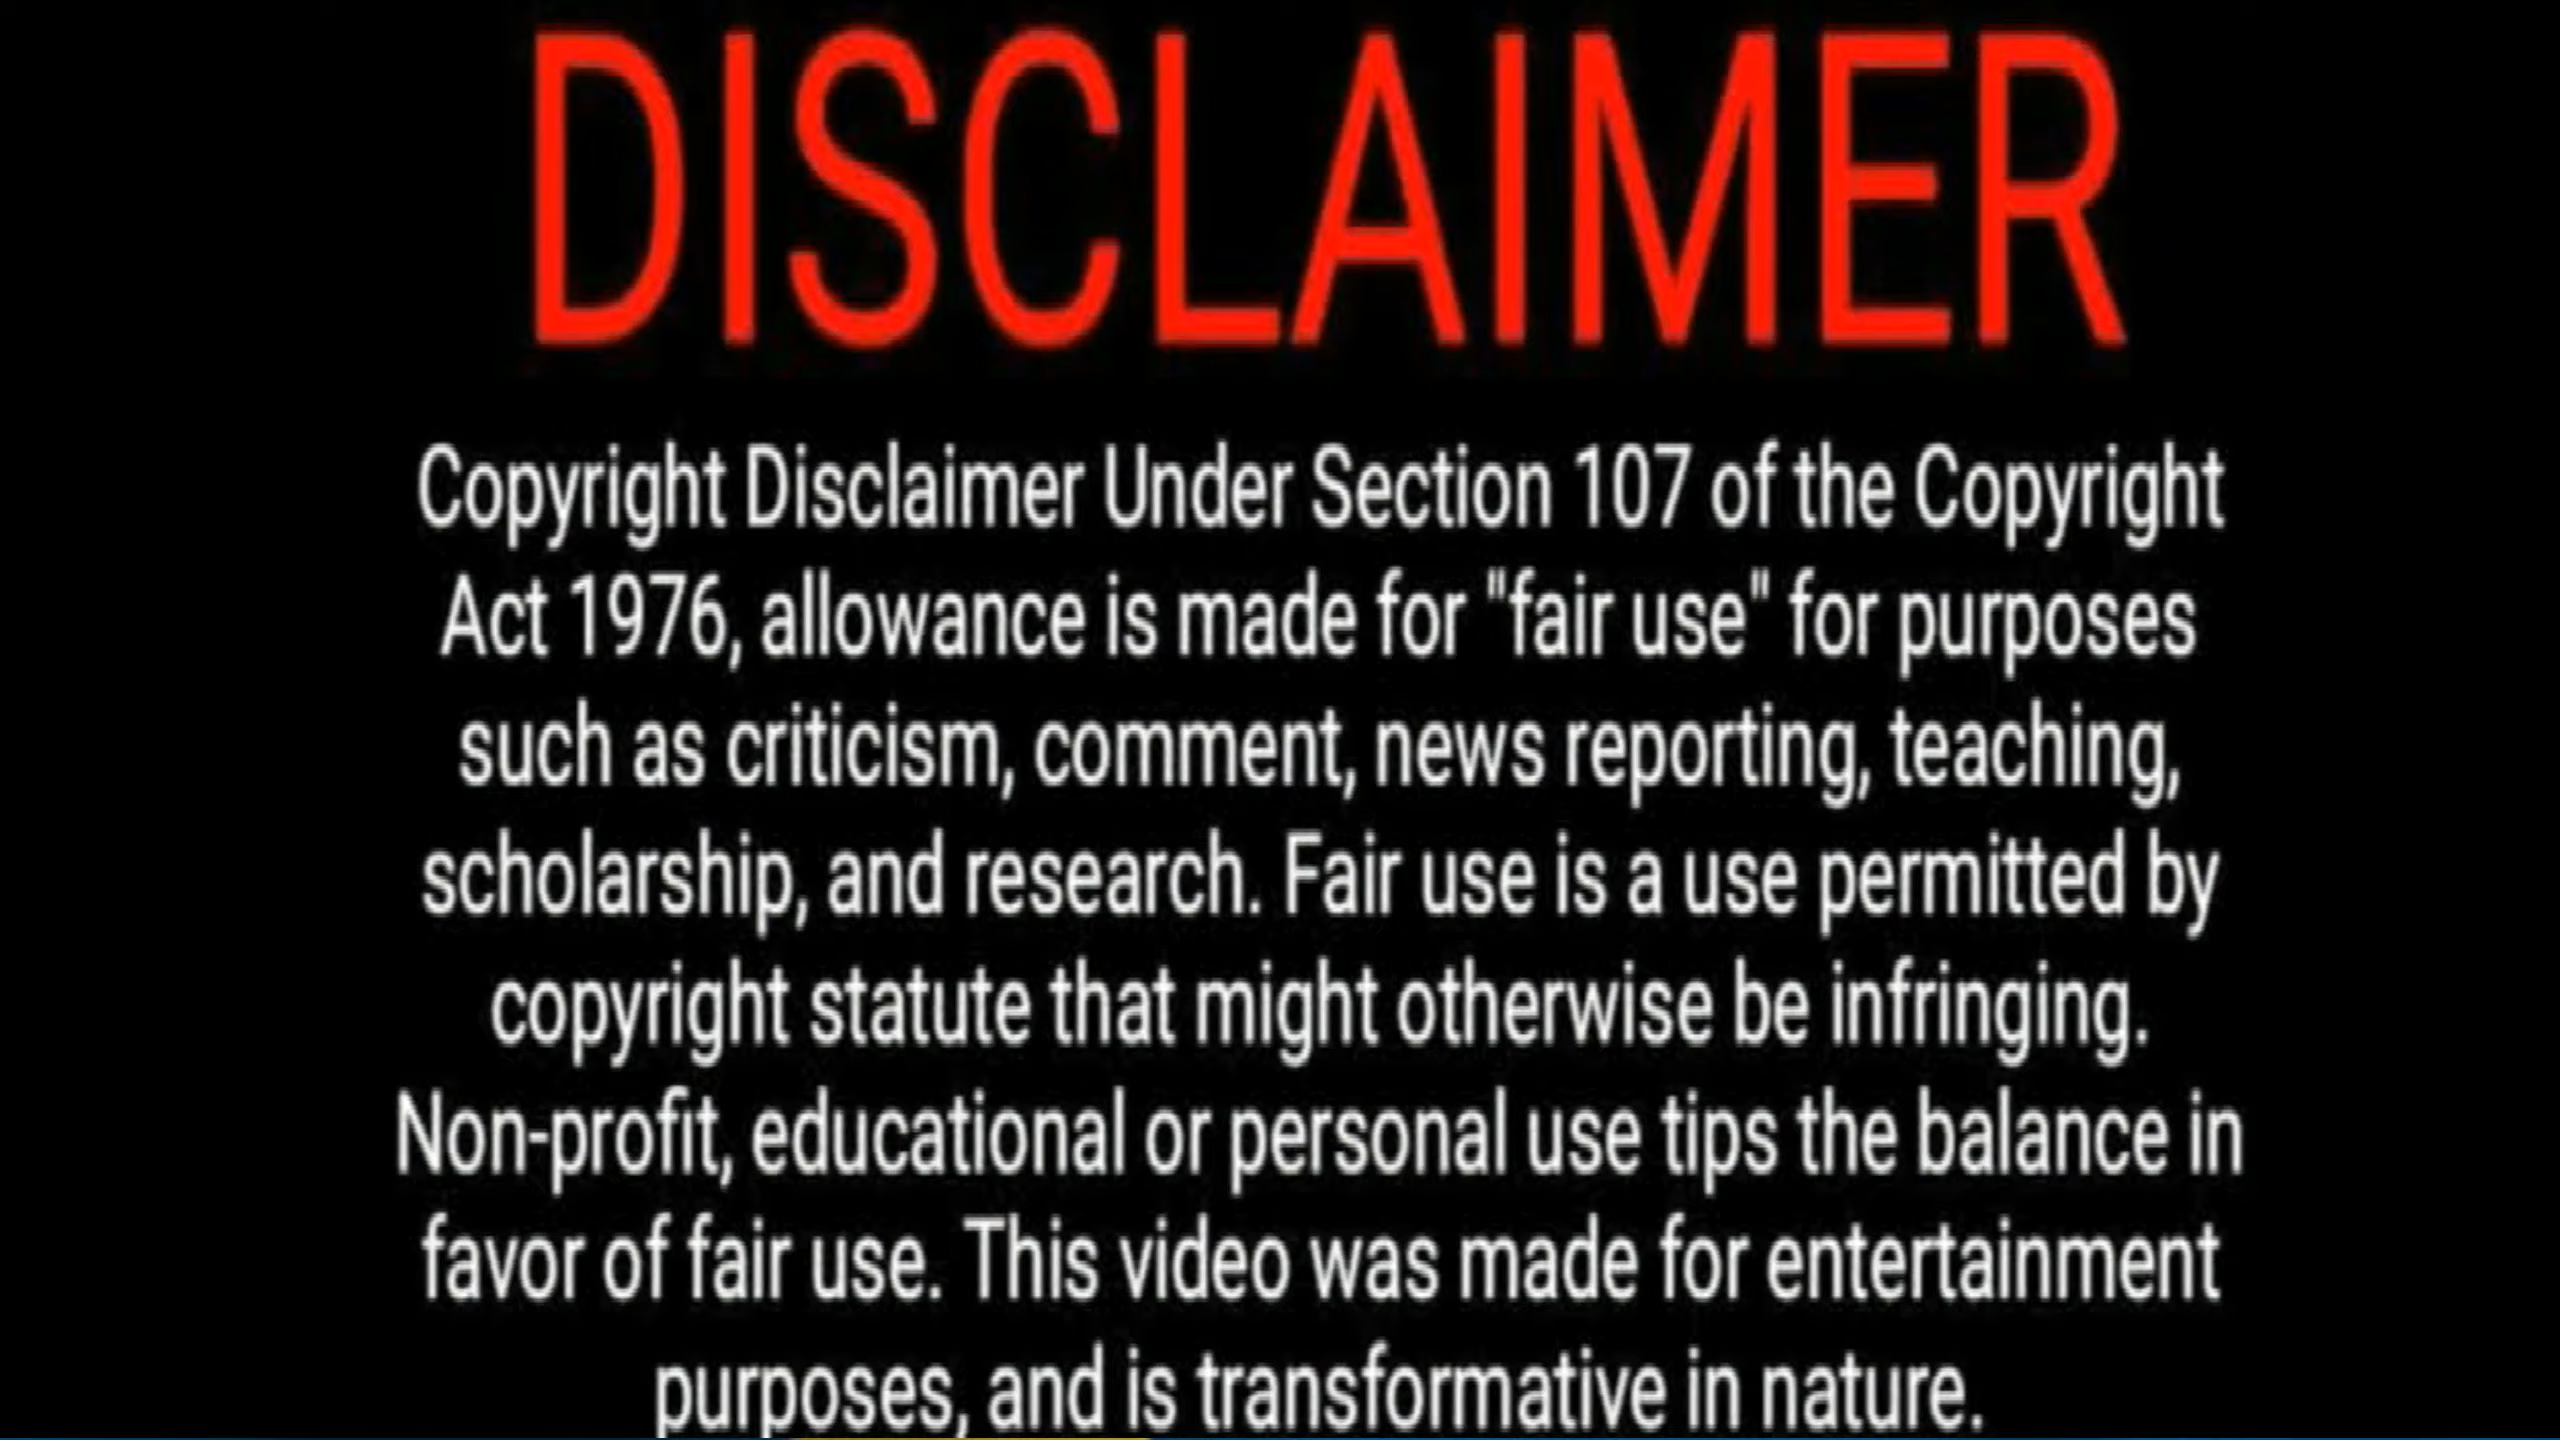 DISCLAIMER
Copyright Disclaimer Under Section 107 of the Copyright
Act 1976, allowance is made for "fair use" for purposes
such as criticism, comment, news reporting, teaching,
scholarship, and research. Fair use is a use permitted by
copyright statute that might otherwise be infringing.
Non-profit, educational or personal use tips the balance in
favor of fair use. This video was made for entertainment
purposes, and is transformative in nature.